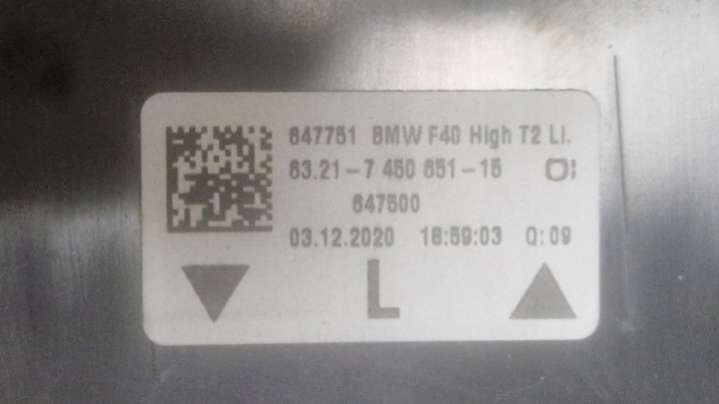 647751 BMW F40 High T2 Li.
63.21-7 450 651-15
647500
03.12.2020 16:59:03 Q:09
L